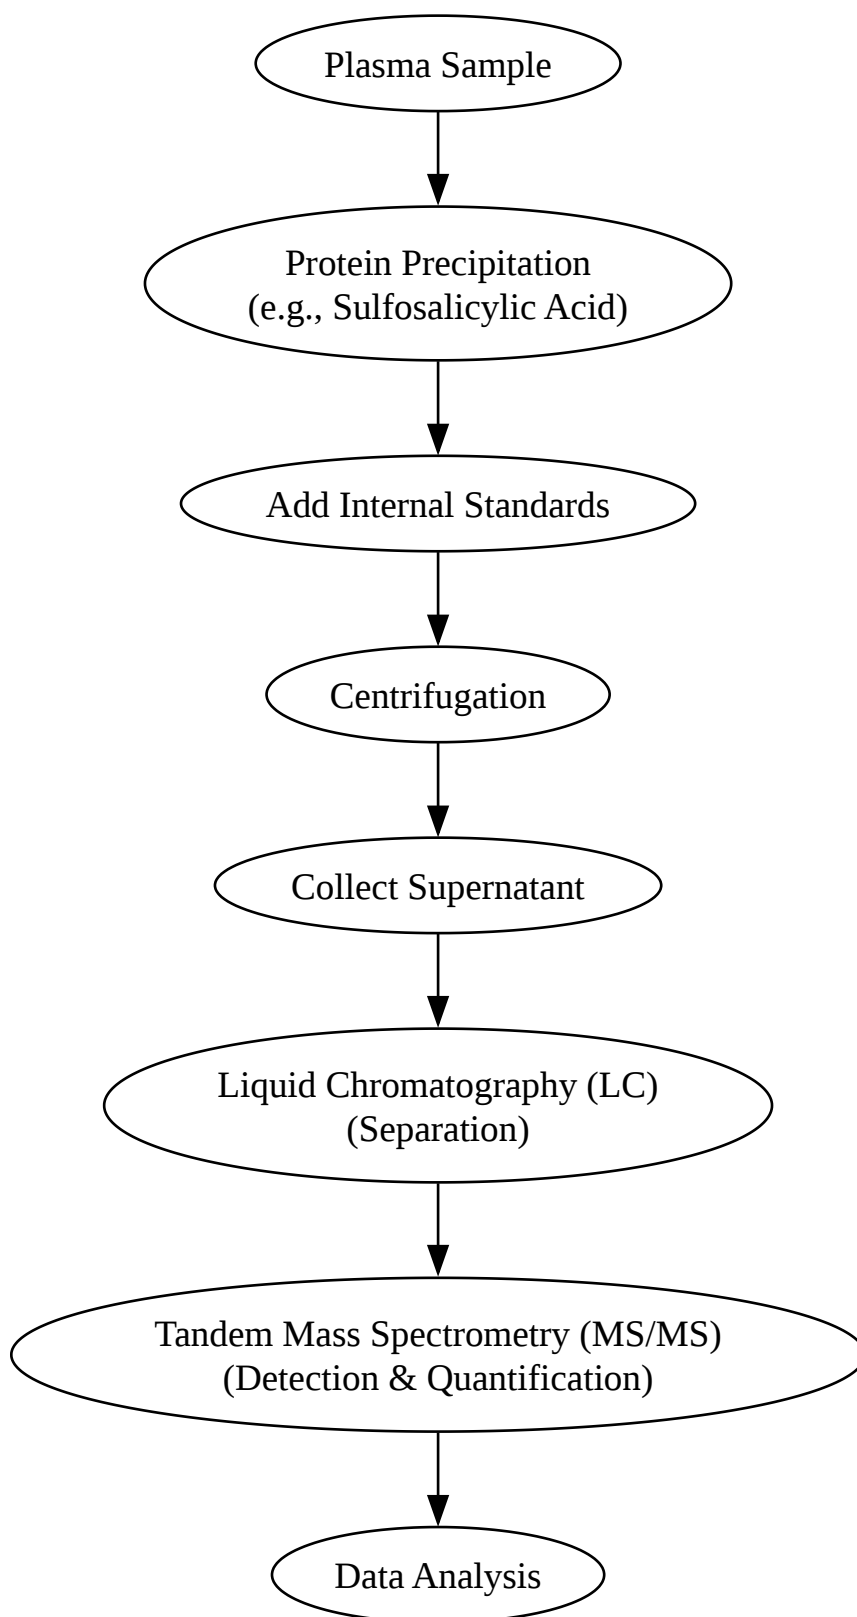 Plasma Sample
Protein Precipitation
(e.g., Sulfosalicylic Acid)
Add Internal Standards
Centrifugation
Collect Supernatant
Liquid Chromatography (LC)
(Separation)
Tandem Mass Spectrometry (MS/MS)
(Detection & Quantification)
Data Analysis